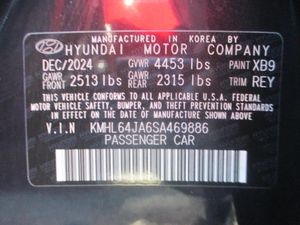 MANUFACTURED IN KOREA
HYUNDAI MOTOR COMPANY
DEC/2024 GVWR 4453 lbs PAINT XB9
GAWR FRONT 2513 lbs GAWR REAR 2315 lbs TRIM REY
THIS VEHICLE CONFORMS TO ALL APPLICABLE U.S. FEDERAL MOTOR VEHICLE
SAFETY, BUMPER, AND THEFT PREVENTION STANDARDS
IN EFFECT ON THE DATE OF MANUFACTURE SHOWN ABOVE.
V.I.N KMHL64JA6SA469886
PASSENGER CAR